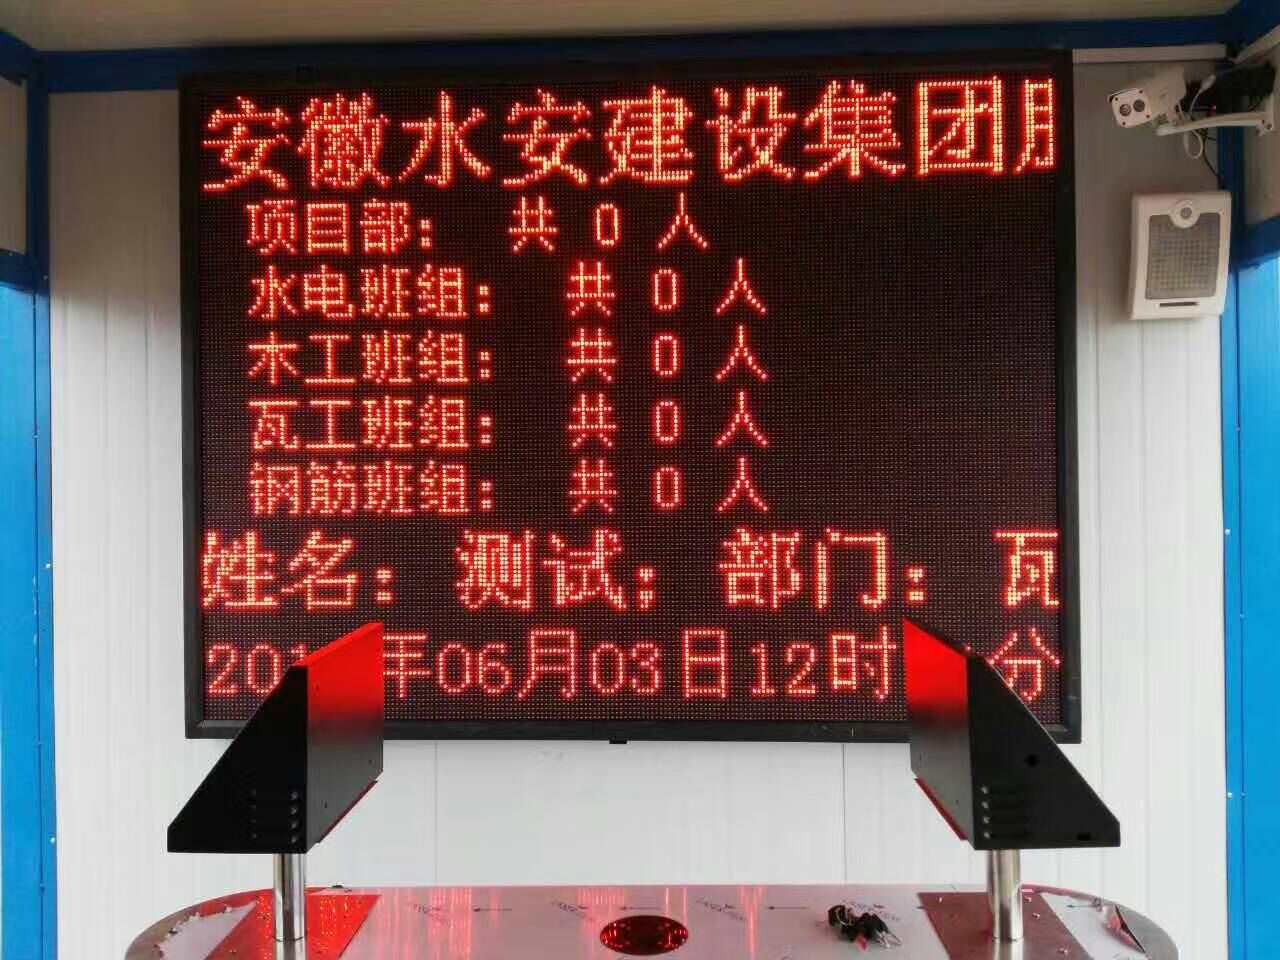 安徽水安建设集团
项目部： 共 0 人
水电班组： 共 0 人
木工班组： 共 0 人
瓦工班组： 共 0 人
钢筋班组： 共 0 人
姓名：测试；部门：瓦
201 年06月03日12时 分